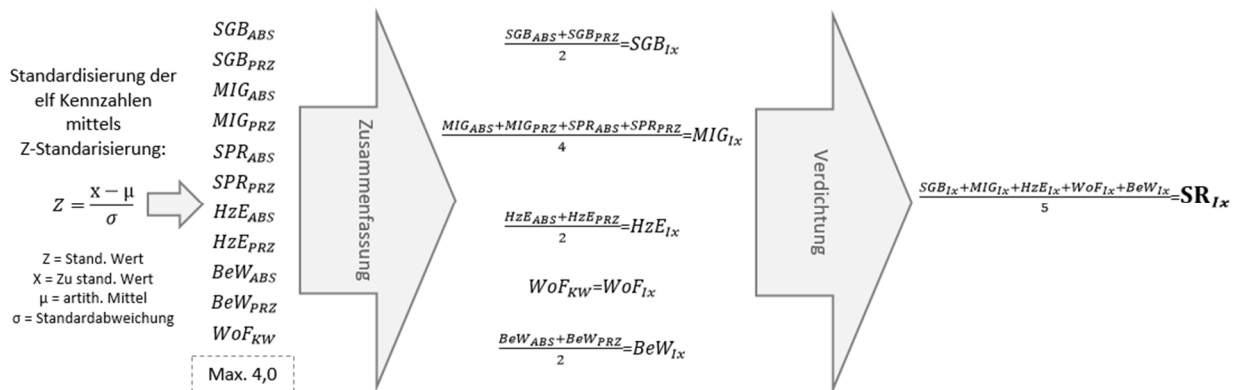 Standardisierung der
elf Kennzahlen
mittels
Z-Standarisierung:
Z = (x − μ) / σ
Z = Stand. Wert
X = Zu stand. Wert
μ = artith. Mittel
σ = Standardabweichung
SGB_ABS
SGB_PRZ
MIG_ABS
MIG_PRZ
SPR_ABS
SPR_PRZ
HzE_ABS
HzE_PRZ
BeW_ABS
BeW_PRZ
WoF_KW
Max. 4,0
Zusammenfassung
(SGB_ABS+SGB_PRZ)/2=SGB_Ix
(MIG_ABS+MIG_PRZ+SPR_ABS+SPR_PRZ)/4=MIG_Ix
(HzE_ABS+HzE_PRZ)/2=HzE_Ix
WoF_KW=WoF_Ix
(BeW_ABS+BeW_PRZ)/2=BeW_Ix
Verdichtung
(SGB_Ix+MIG_Ix+HzE_Ix+WoF_Ix+BeW_Ix)/5=SR_Ix